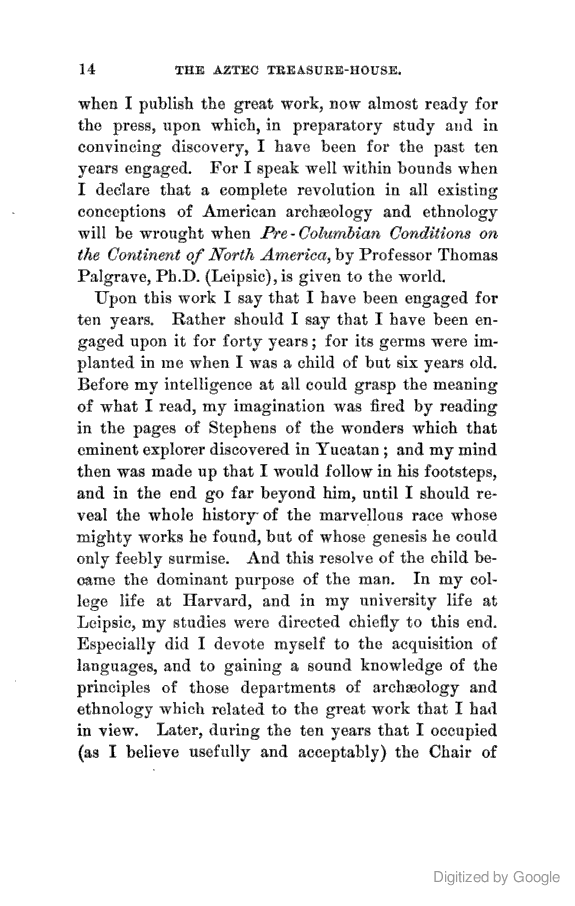 14 THE AZTEC TREASURE-HOUSE.
when I publish the great work, now almost ready for
the press, upon which, in preparatory study and in
convincing discovery, I have been for the past ten
years engaged. For I speak well within bounds when
I declare that a complete revolution in all existing
conceptions of American archæology and ethnology
will be wrought when Pre-Columbian Conditions on
the Continent of North America, by Professor Thomas
Palgrave, Ph.D. (Leipsic), is given to the world.
Upon this work I say that I have been engaged for
ten years. Rather should I say that I have been en-
gaged upon it for forty years; for its germs were im-
planted in me when I was a child of but six years old.
Before my intelligence at all could grasp the meaning
of what I read, my imagination was fired by reading
in the pages of Stephens of the wonders which that
eminent explorer discovered in Yucatan; and my mind
then was made up that I would follow in his footsteps,
and in the end go far beyond him, until I should re-
veal the whole history of the marvellous race whose
mighty works he found, but of whose genesis he could
only feebly surmise. And this resolve of the child be-
came the dominant purpose of the man. In my col-
lege life at Harvard, and in my university life at
Leipsic, my studies were directed chiefly to this end.
Especially did I devote myself to the acquisition of
languages, and to gaining a sound knowledge of the
principles of those departments of archæology and
ethnology which related to the great work that I had
in view. Later, during the ten years that I occupied
(as I believe usefully and acceptably) the Chair of
Digitized by Google